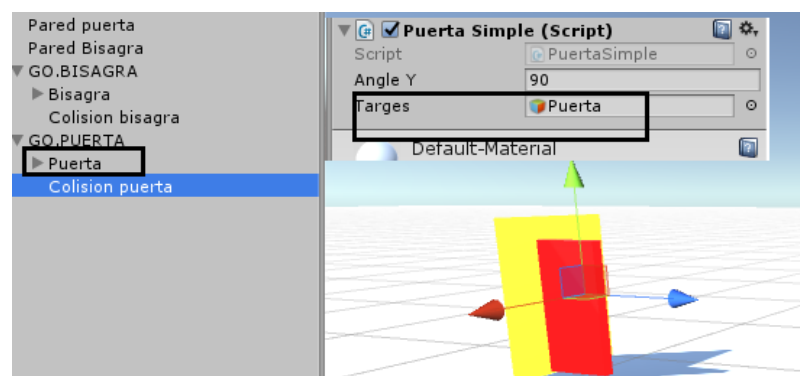 Pared puerta
Pared Bisagra
GO.BISAGRA
Bisagra
Colision bisagra
GO.PUERTA
Puerta
Colision puerta
Puerta Simple (Script)
Script PuertaSimple
Angle Y 90
Targes Puerta
Default-Material